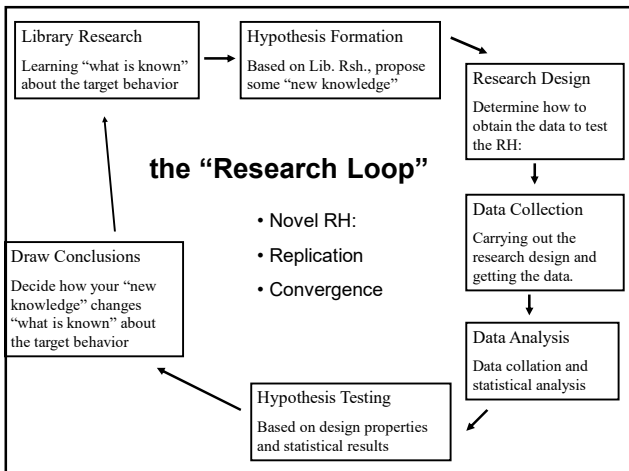 Library Research
Learning “what is known”
about the target behavior
Hypothesis Formation
Based on Lib. Rsh., propose
some “new knowledge”
Research Design
Determine how to
obtain the data to test
the RH:
the “Research Loop”
• Novel RH:
• Replication
• Convergence
Data Collection
Carrying out the
research design and
getting the data.
Draw Conclusions
Decide how your “new
knowledge” changes
“what is known” about
the target behavior
Data Analysis
Data collation and
statistical analysis
Hypothesis Testing
Based on design properties
and statistical results